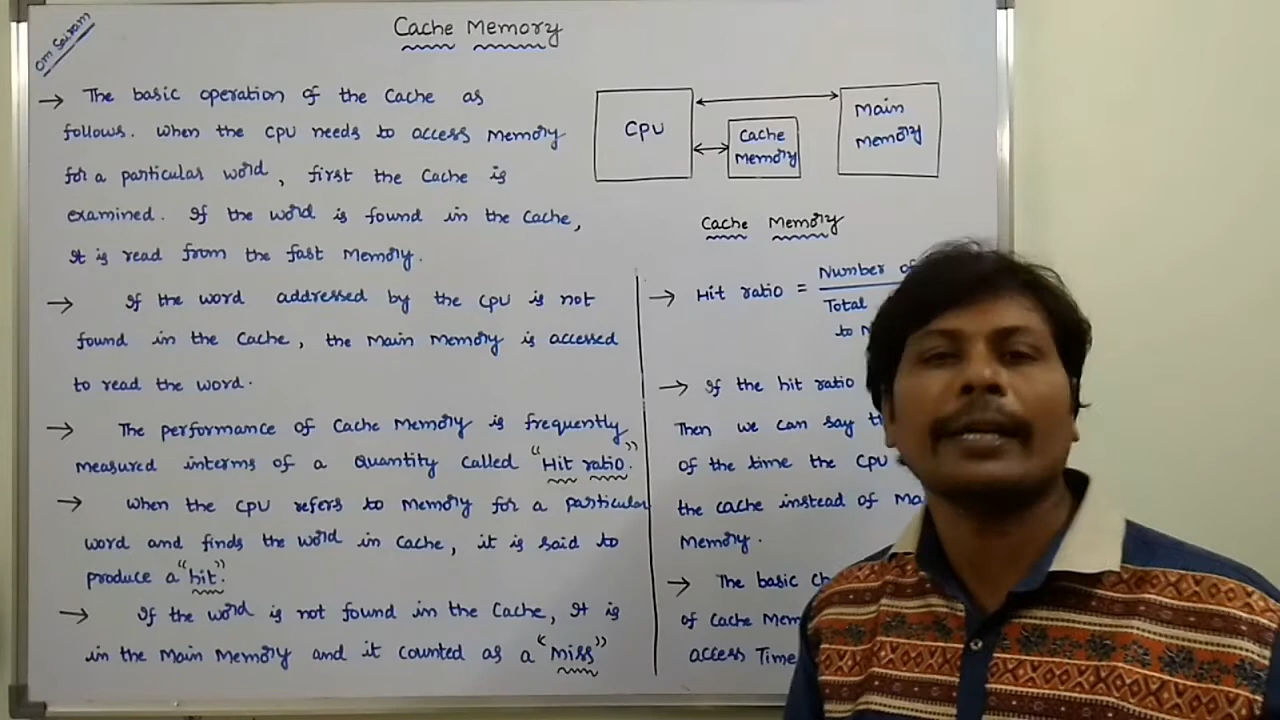 Om Sairam
Cache Memory
→ The basic operation of the Cache as
follows. When the CPU needs to access Memory
for a particular word, first the Cache is
examined. If the word is found in the Cache,
It is read from the fast Memory.
→ If the word addressed by the CPU is not
found in the Cache, the Main Memory is accessed
to read the word.
→ The performance of Cache Memory is frequently
measured interms of a Quantity called "Hit ratio".
→ When the CPU refers to Memory for a particular
word and finds the word in Cache, it is said to
produce a "hit".
→ If the word is not found in the Cache, It is
in the Main Memory and it counted as a "miss"
CPU
Cache
Memory
Main
Memory
Cache Memory
→ Hit ratio = Number of
Total
to
→ If the hit ratio
Then we can say
of the time the CPU
the cache instead of
Memory.
→ The basic
of Cache
access Time